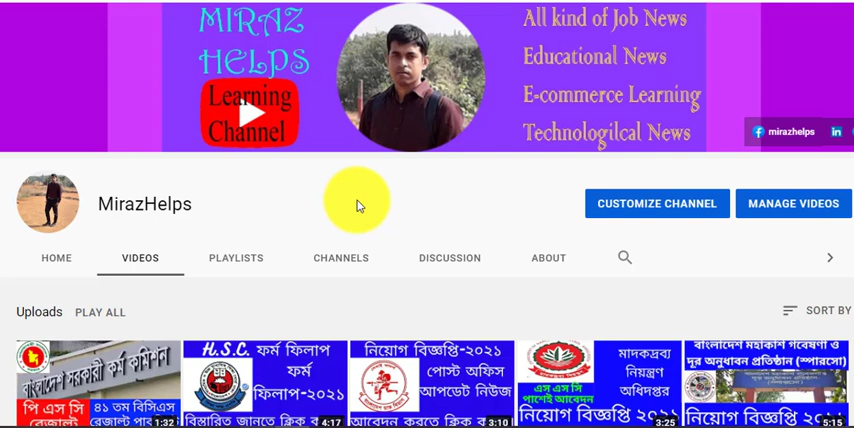 MIRAZ
HELPS
Learning
Channel
All kind of Job News
Educational News
E-commerce Learning
Technologilcal News
mirazhelps
in
MirazHelps
CUSTOMIZE CHANNEL
MANAGE VIDEOS
HOME
VIDEOS
PLAYLISTS
CHANNELS
DISCUSSION
ABOUT
Uploads
PLAY ALL
SORT BY
বাংলাদেশ সরকারী কর্ম কমিশন
পি এস সি
রেজাল্ট
৪১ তম বিসিএস
1:32
H.S.C. ফর্ম ফিলাপ
ফর্ম
ফিলাপ-২০২১
বিস্তারিত জানতে ক্লিক
4:17
নিয়োগ বিজ্ঞপ্তি-২০২১
পোস্ট অফিস
আপডেট নিউজ
আবেদন করতে ক্লিক
3:10
মাদকদ্রব্য
নিয়ন্ত্রণ
অধিদপ্তর
এস এস সি
পাশেই আবেদন
নিয়োগ বিজ্ঞপ্তি
3:25
বাংলাদেশ মহাকাশ গবেষণা ও
দূর অনুধাবন প্রতিষ্ঠান (স্পারসো)
নিয়োগ বিজ্ঞপ্তি
5:15